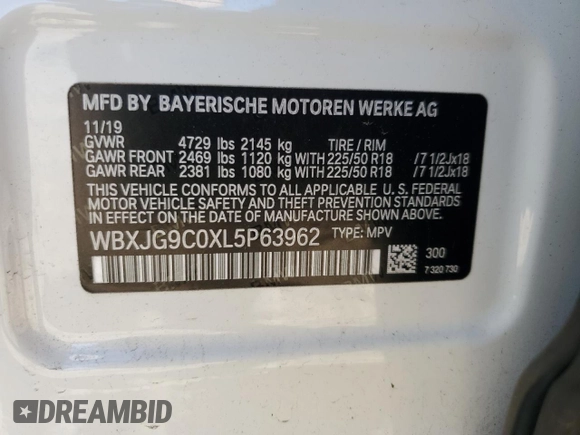 MFD BY BAYERISCHE MOTOREN WERKE AG
11/19
GVWR 4729 lbs 2145 kg TIRE / RIM
GAWR FRONT 2469 lbs 1120 kg WITH 225/50 R18 /7 1/2Jx18
GAWR REAR 2381 lbs 1080 kg WITH 225/50 R18 /7 1/2Jx18
THIS VEHICLE CONFORMS TO ALL APPLICABLE U. S. FEDERAL
MOTOR VEHICLE SAFETY AND THEFT PREVENTION STANDARDS
IN EFFECT ON THE DATE OF MANUFACTURE SHOWN ABOVE.
WBXJG9C0XL5P63962 TYPE: MPV
300
7 320 730
DREAMBID